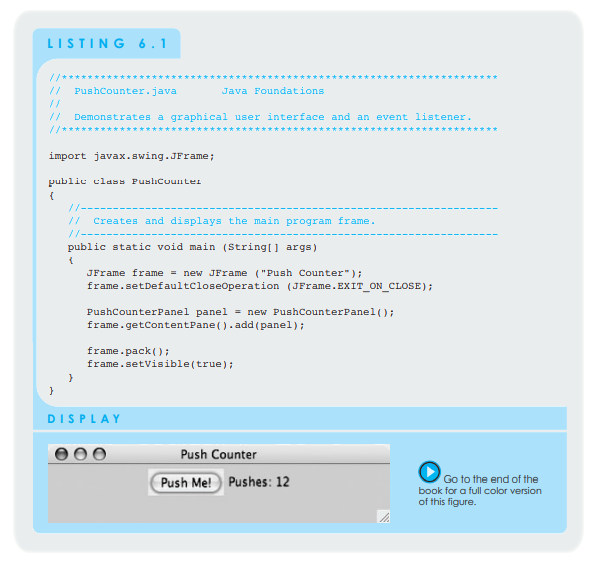 LISTING 6.1
//********************************************************************
//  PushCounter.java       Java Foundations
//
//  Demonstrates a graphical user interface and an event listener.
//********************************************************************
import javax.swing.JFrame;
public class PushCounter
{
   //-----------------------------------------------------------------
   //  Creates and displays the main program frame.
   //-----------------------------------------------------------------
   public static void main (String[] args)
   {
      JFrame frame = new JFrame ("Push Counter");
      frame.setDefaultCloseOperation (JFrame.EXIT_ON_CLOSE);
      PushCounterPanel panel = new PushCounterPanel();
      frame.getContentPane().add(panel);
      frame.pack();
      frame.setVisible(true);
   }
}
DISPLAY
Push Counter
Push Me! Pushes: 12
Go to the end of the
book for a full color version
of this figure.